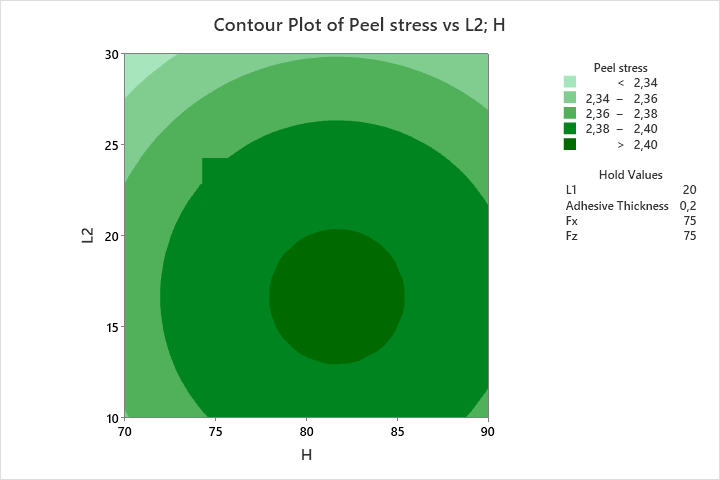 Contour Plot of Peel stress vs L2; H
30
25
20
15
10
L2
70 75 80 85 90
H
Peel stress
< 2,34
2,34 – 2,36
2,36 – 2,38
2,38 – 2,40
> 2,40
Hold Values
L1 20
Adhesive Thickness 0,2
Fx 75
Fz 75